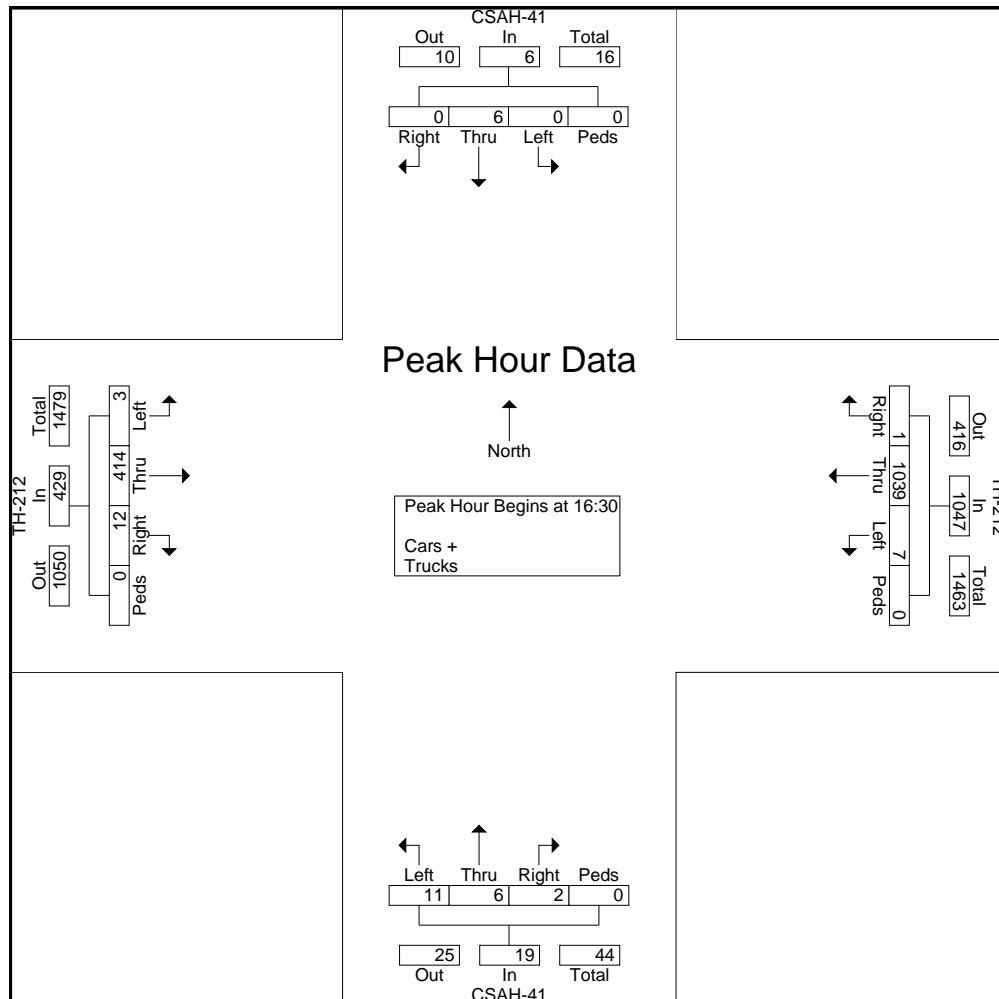 CSAH-41
Out In Total
10 6 16
0 6 0 0
Right Thru Left Peds
Peak Hour Data
North
Peak Hour Begins at 16:30
Cars +
Trucks
TH-212
Total In Out
1479 429 1050
3 414 12 0
Left Thru Right Peds
TH-212
Out In Total
416 1047 1463
1 1039 7 0
Right Thru Left Peds
Left Thru Right Peds
11 6 2 0
25 19 44
Out In Total
CSAH-41